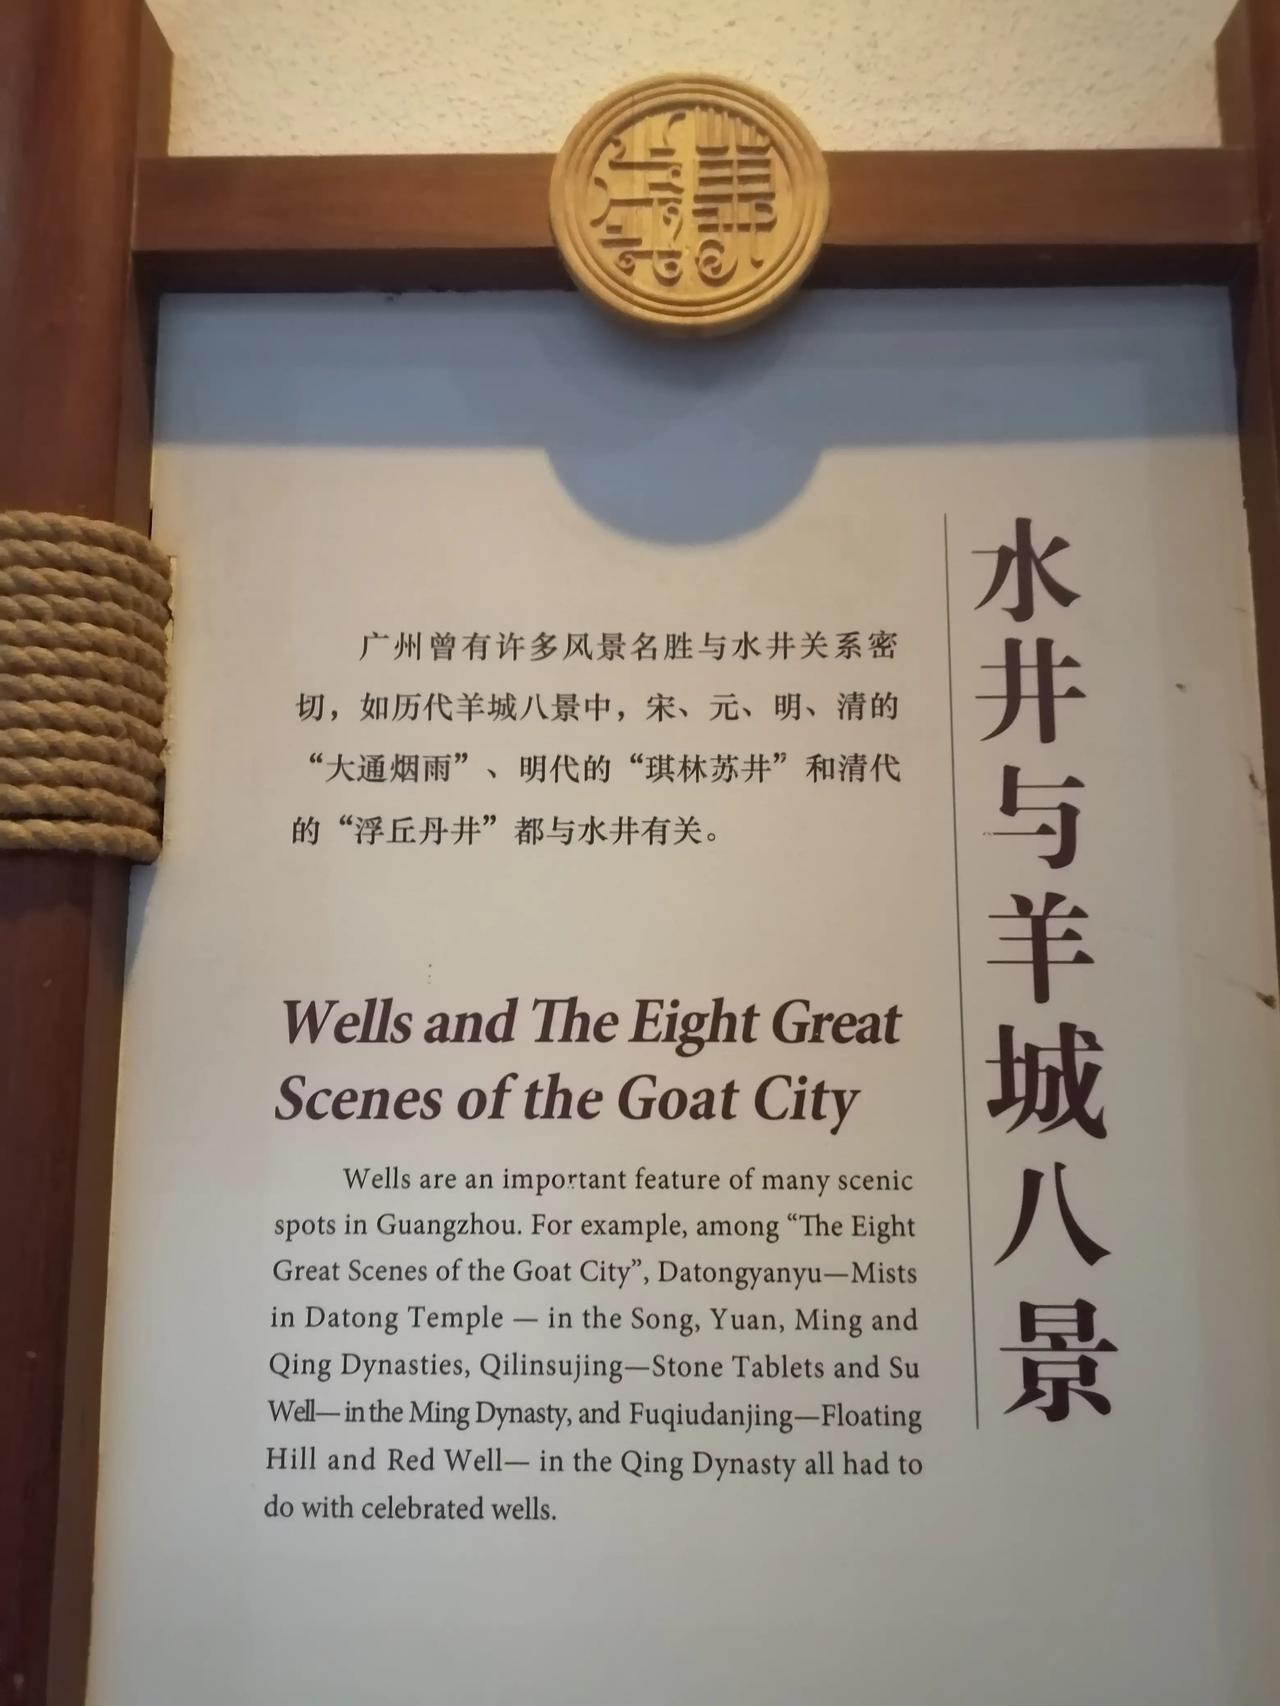 水井与羊城八景
广州曾有许多风景名胜与水井关系密
切，如历代羊城八景中，宋、元、明、清的
“大通烟雨”、明代的“琪林苏井”和清代
的“浮丘丹井”都与水井有关。
Wells and The Eight Great
Scenes of the Goat City
Wells are an important feature of many scenic
spots in Guangzhou. For example, among “The Eight
Great Scenes of the Goat City”, Datongyanyu—Mists
in Datong Temple — in the Song, Yuan, Ming and
Qing Dynasties, Qilinsujing—Stone Tablets and Su
Well— in the Ming Dynasty, and Fuqiudanjing—Floating
Hill and Red Well— in the Qing Dynasty all had to
do with celebrated wells.